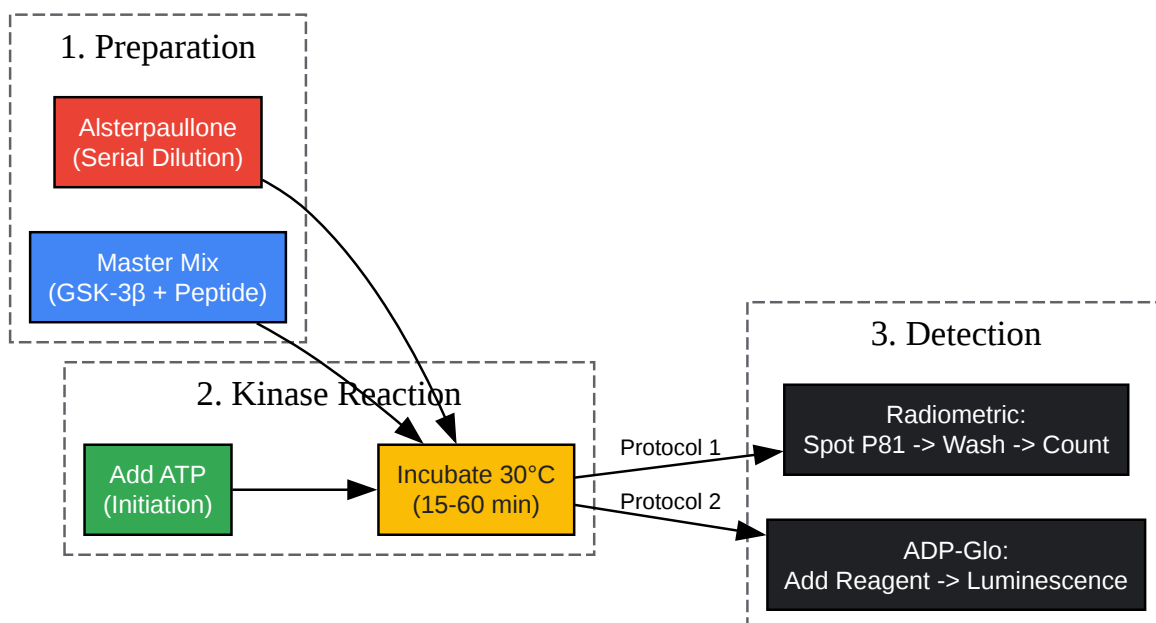 1. Preparation
Alsterpaullone
(Serial Dilution)
Master Mix
(GSK-3β + Peptide)
2. Kinase Reaction
Add ATP
(Initiation)
Incubate 30°C
(15-60 min)
Protocol 1
Protocol 2
3. Detection
Radiometric:
Spot P81 -> Wash -> Count
ADP-Glo:
Add Reagent -> Luminescence